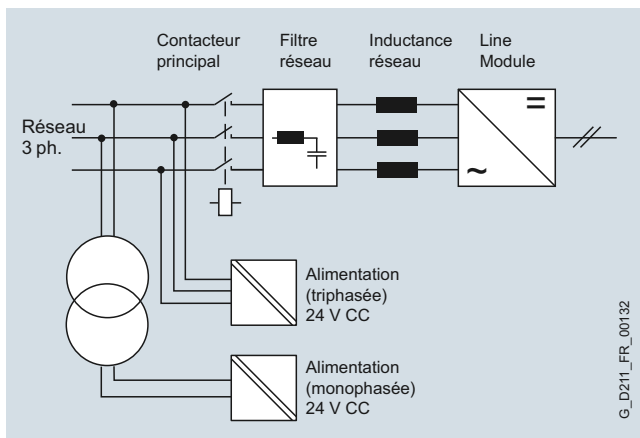 Contacteur
principal
Filtre
réseau
Inductance
réseau
Line
Module
Réseau
3 ph.
=
~
Alimentation
(triphasée)
24 V CC
Alimentation
(monophasée)
24 V CC
G_D211_FR_00132